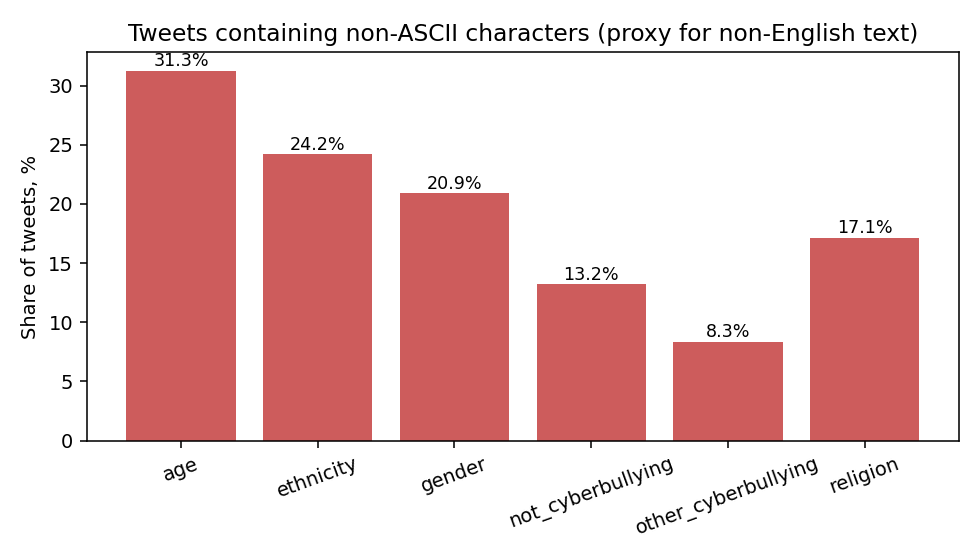 Tweets containing non-ASCII characters (proxy for non-English text)
Share of tweets, %
30
25
20
15
10
5
0
31.3%
24.2%
20.9%
13.2%
8.3%
17.1%
age
ethnicity
gender
not_cyberbullying
other_cyberbullying
religion